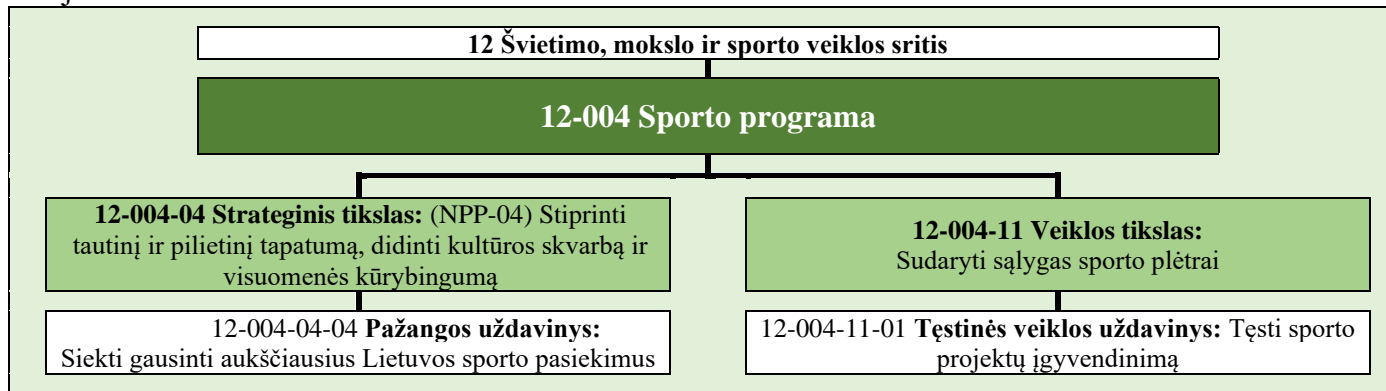 12 Švietimo, mokslo ir sporto veiklos sritis
12-004 Sporto programa
12-004-04 Strateginis tikslas: (NPP-04) Stiprinti
tautinį ir pilietinį tapatumą, didinti kultūros skvarbą ir
visuomenės kūrybingumą
12-004-11 Veiklos tikslas:
Sudaryti sąlygas sporto plėtrai
12-004-04-04 Pažangos uždavinys:
Siekti gausinti aukščiausius Lietuvos sporto pasiekimus
12-004-11-01 Tęstinės veiklos uždavinys: Tęsti sporto
projektų įgyvendinimą